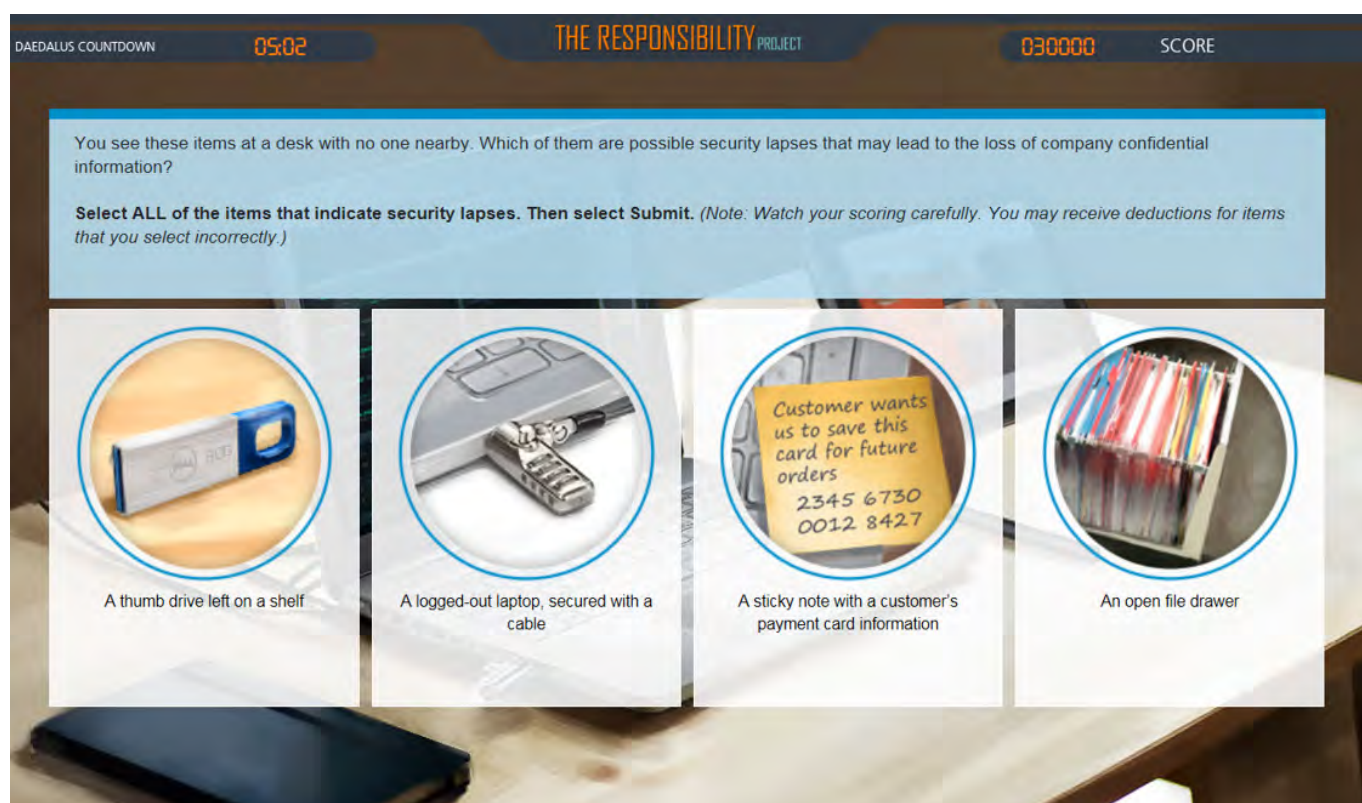 DAEDALUS COUNTDOWN
05:02
THE RESPONSIBILITY PROJECT
030000
SCORE
You see these items at a desk with no one nearby. Which of them are possible security lapses that may lead to the loss of company confidential
information?
Select ALL of the items that indicate security lapses. Then select Submit. (Note: Watch your scoring carefully. You may receive deductions for items
that you select incorrectly.)
8GB
Customer wants
us to save this
card for future
orders
2345 6730
0012 8427
A thumb drive left on a shelf
A logged-out laptop, secured with a
cable
A sticky note with a customer's
payment card information
An open file drawer